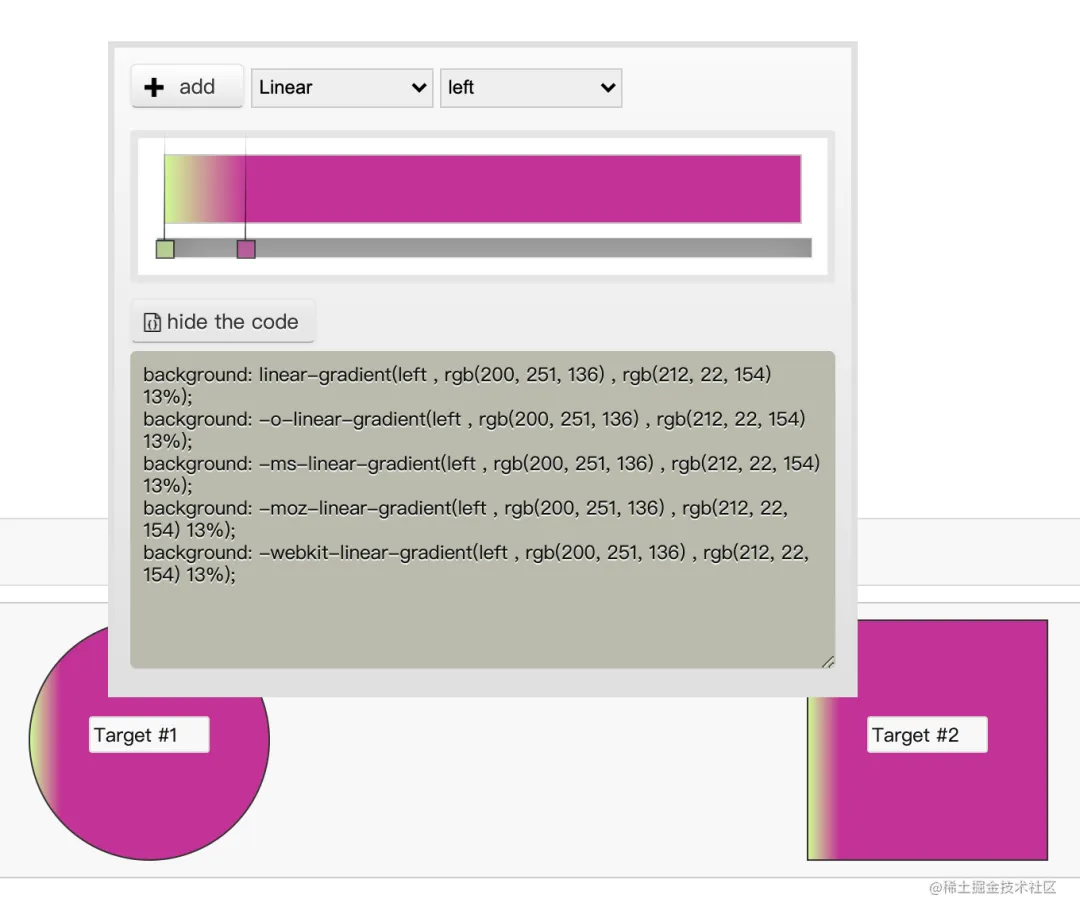 add
Linear
left
hide the code
background: linear-gradient(left , rgb(200, 251, 136) , rgb(212, 22, 154)
13%);
background: -o-linear-gradient(left , rgb(200, 251, 136) , rgb(212, 22, 154)
13%);
background: -ms-linear-gradient(left , rgb(200, 251, 136) , rgb(212, 22, 154)
13%);
background: -moz-linear-gradient(left , rgb(200, 251, 136) , rgb(212, 22,
154) 13%);
background: -webkit-linear-gradient(left , rgb(200, 251, 136) , rgb(212, 22,
154) 13%);
Target #1
Target #2
@稀土掘金技术社区